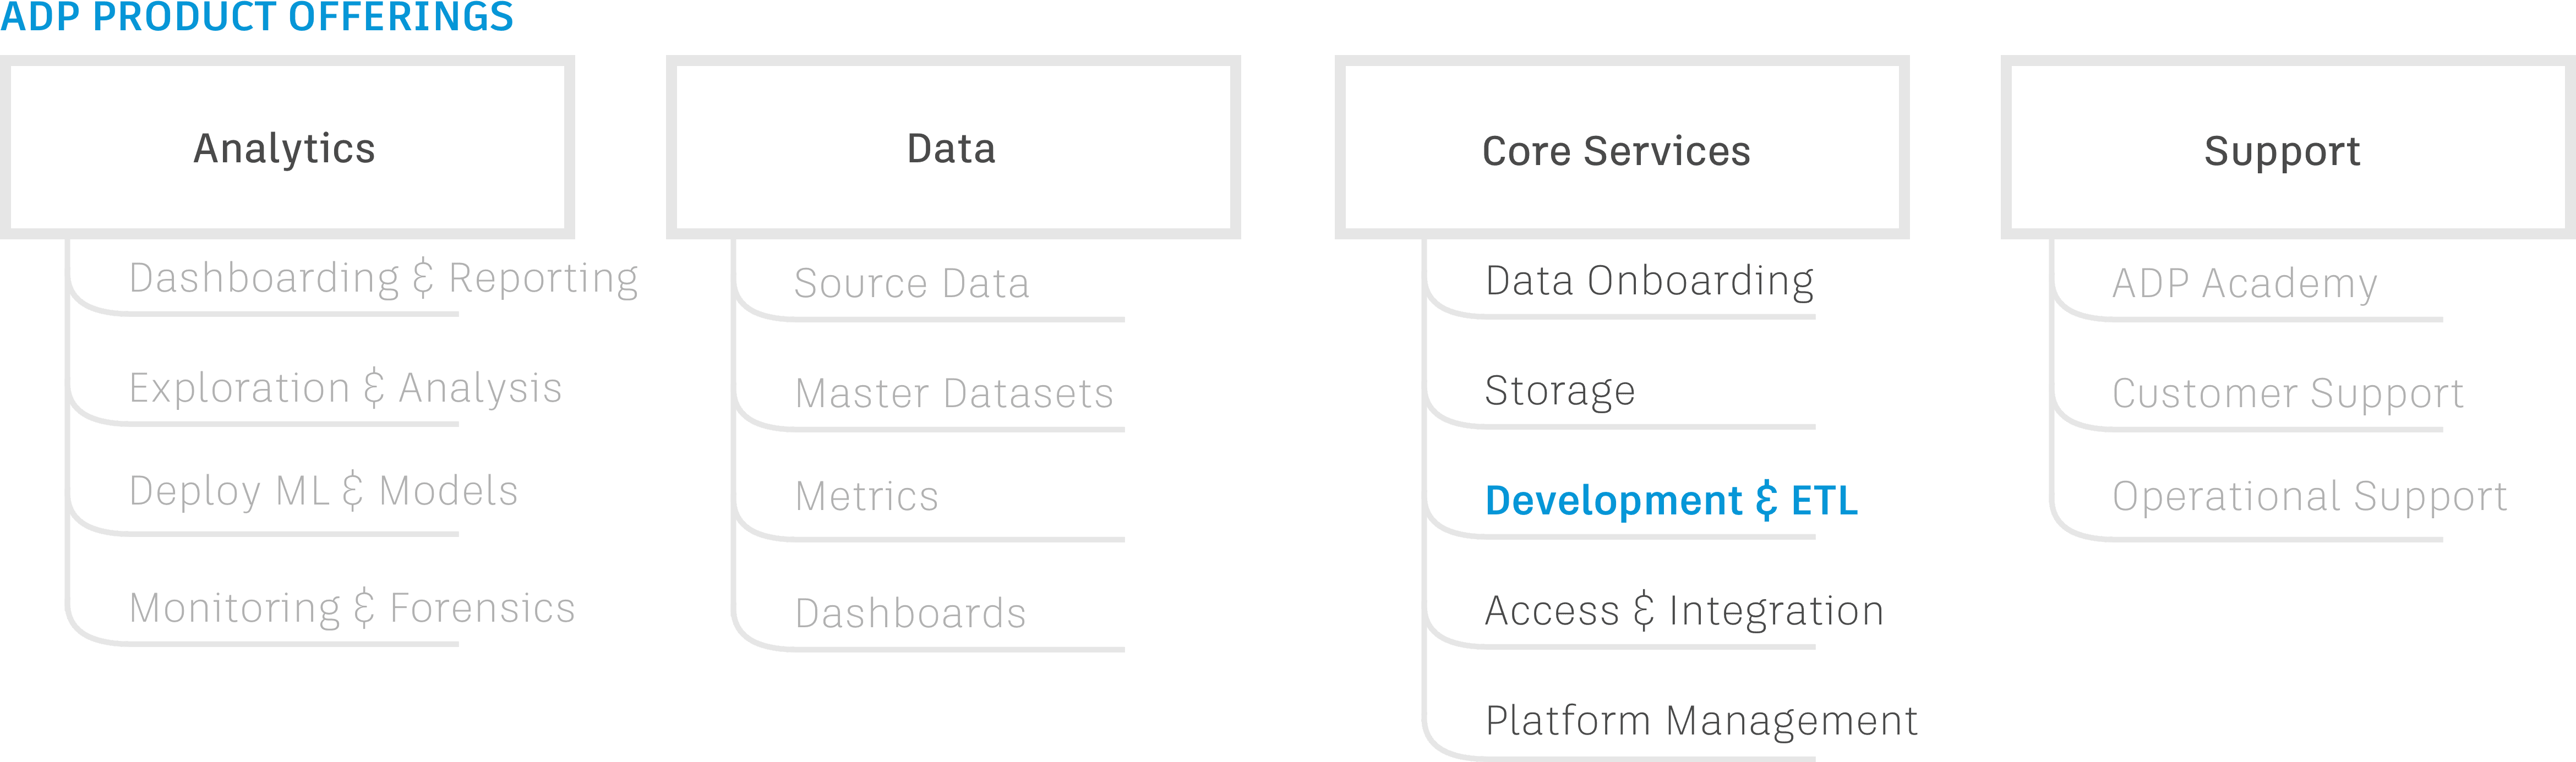 ADP PRODUCT OFFERINGS
Analytics
Dashboarding & Reporting
Exploration & Analysis
Deploy ML & Models
Monitoring & Forensics
Data
Source Data
Master Datasets
Metrics
Dashboards
Core Services
Data Onboarding
Storage
Development & ETL
Access & Integration
Platform Management
Support
ADP Academy
Customer Support
Operational Support